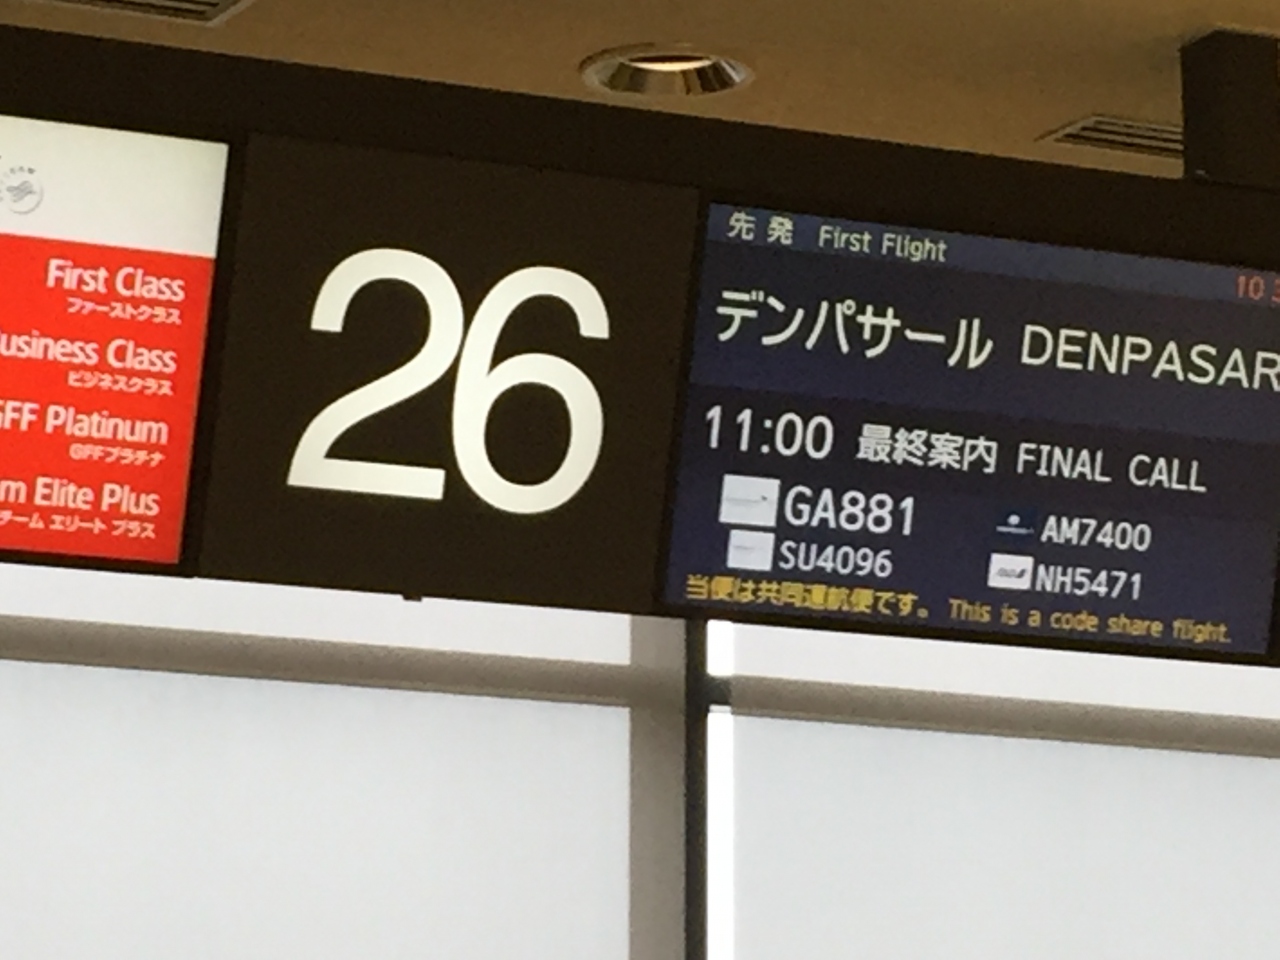 First Class
ファーストクラス
usiness Class
ビジネスクラス
GFF Platinum
GFFプラチナ
m Elite Plus
チーム エリート プラス
26
先発 First Flight
10:
デンパサール DENPASAR
11:00 最終案内 FINAL CALL
GA881 AM7400
SU4096 NH5471
当便は共同運航便です。 This is a code share flight.